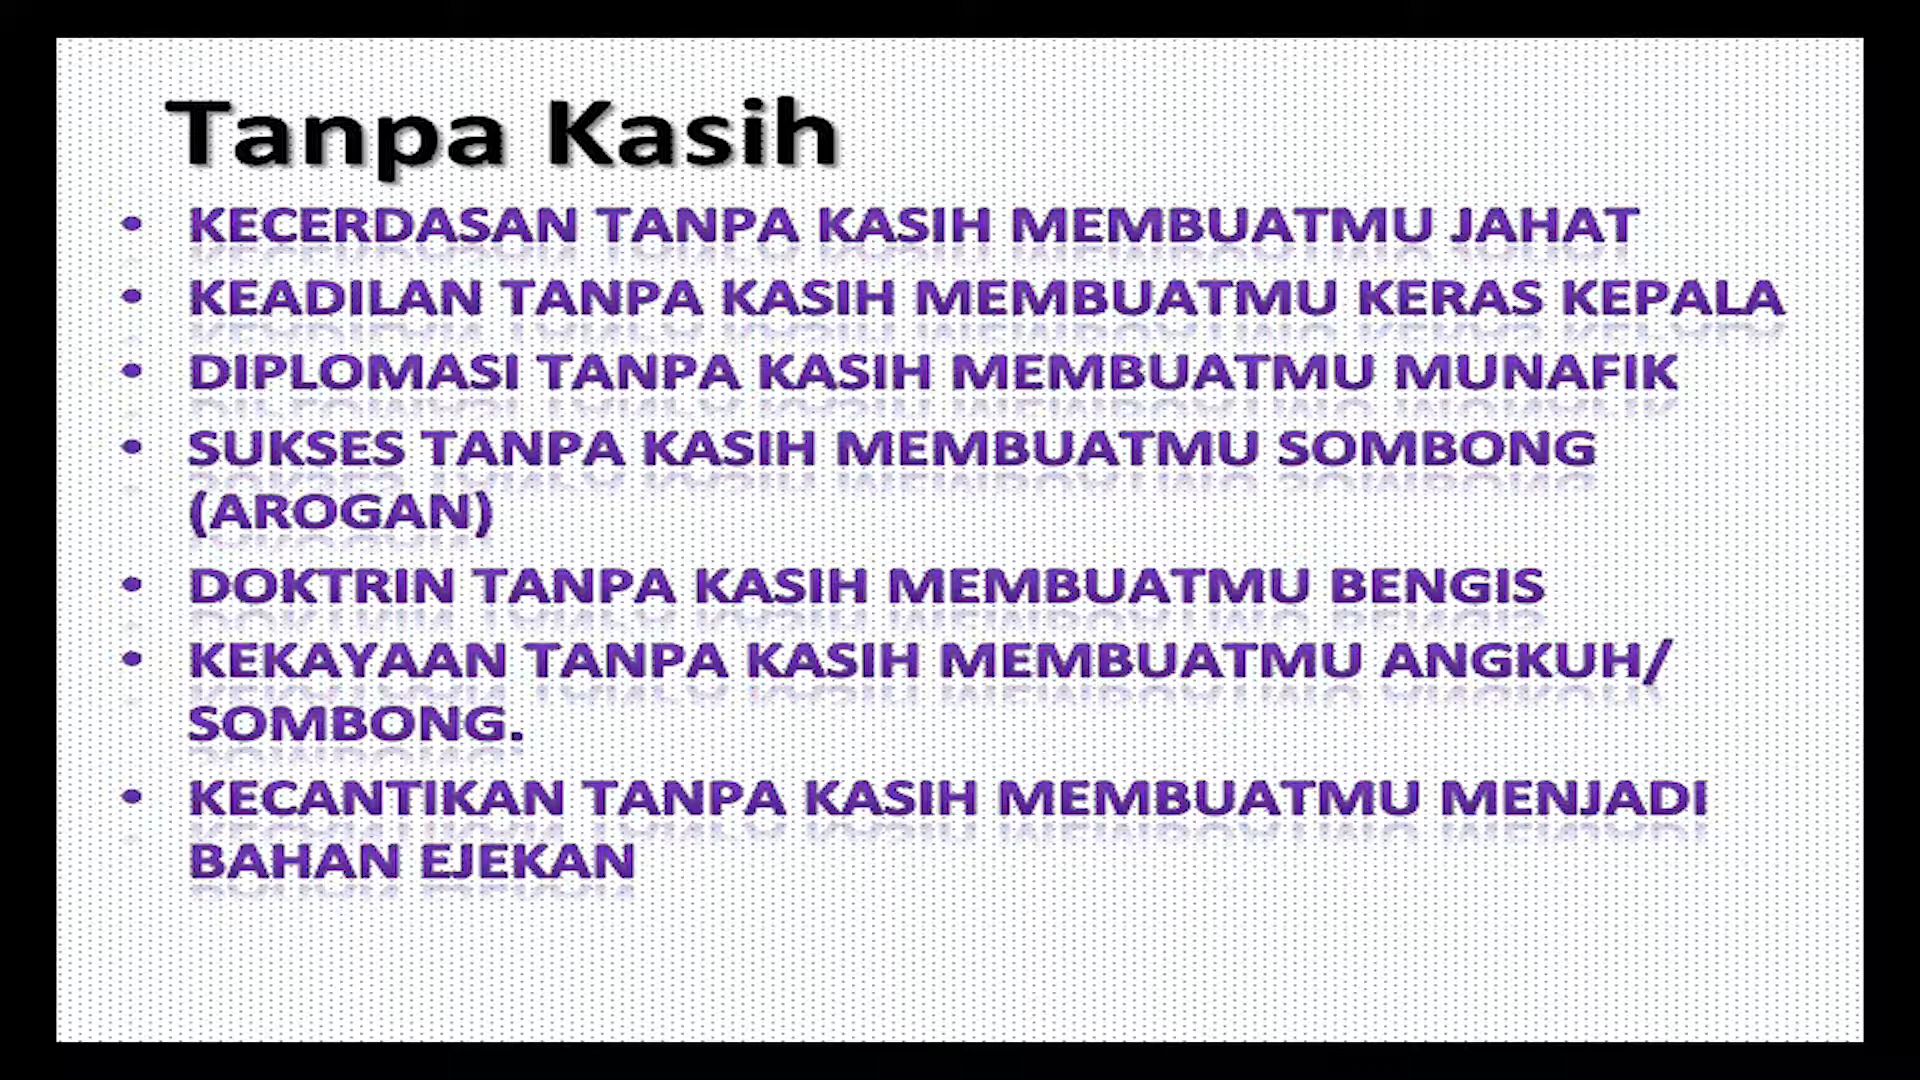 Tanpa Kasih
• KECERDASAN TANPA KASIH MEMBUATMU JAHAT
• KEADILAN TANPA KASIH MEMBUATMU KERAS KEPALA
• DIPLOMASI TANPA KASIH MEMBUATMU MUNAFIK
• SUKSES TANPA KASIH MEMBUATMU SOMBONG
(AROGAN)
• DOKTRIN TANPA KASIH MEMBUATMU BENGIS
• KEKAYAAN TANPA KASIH MEMBUATMU ANGKUH/
SOMBONG.
• KECANTIKAN TANPA KASIH MEMBUATMU MENJADI
BAHAN EJEKAN